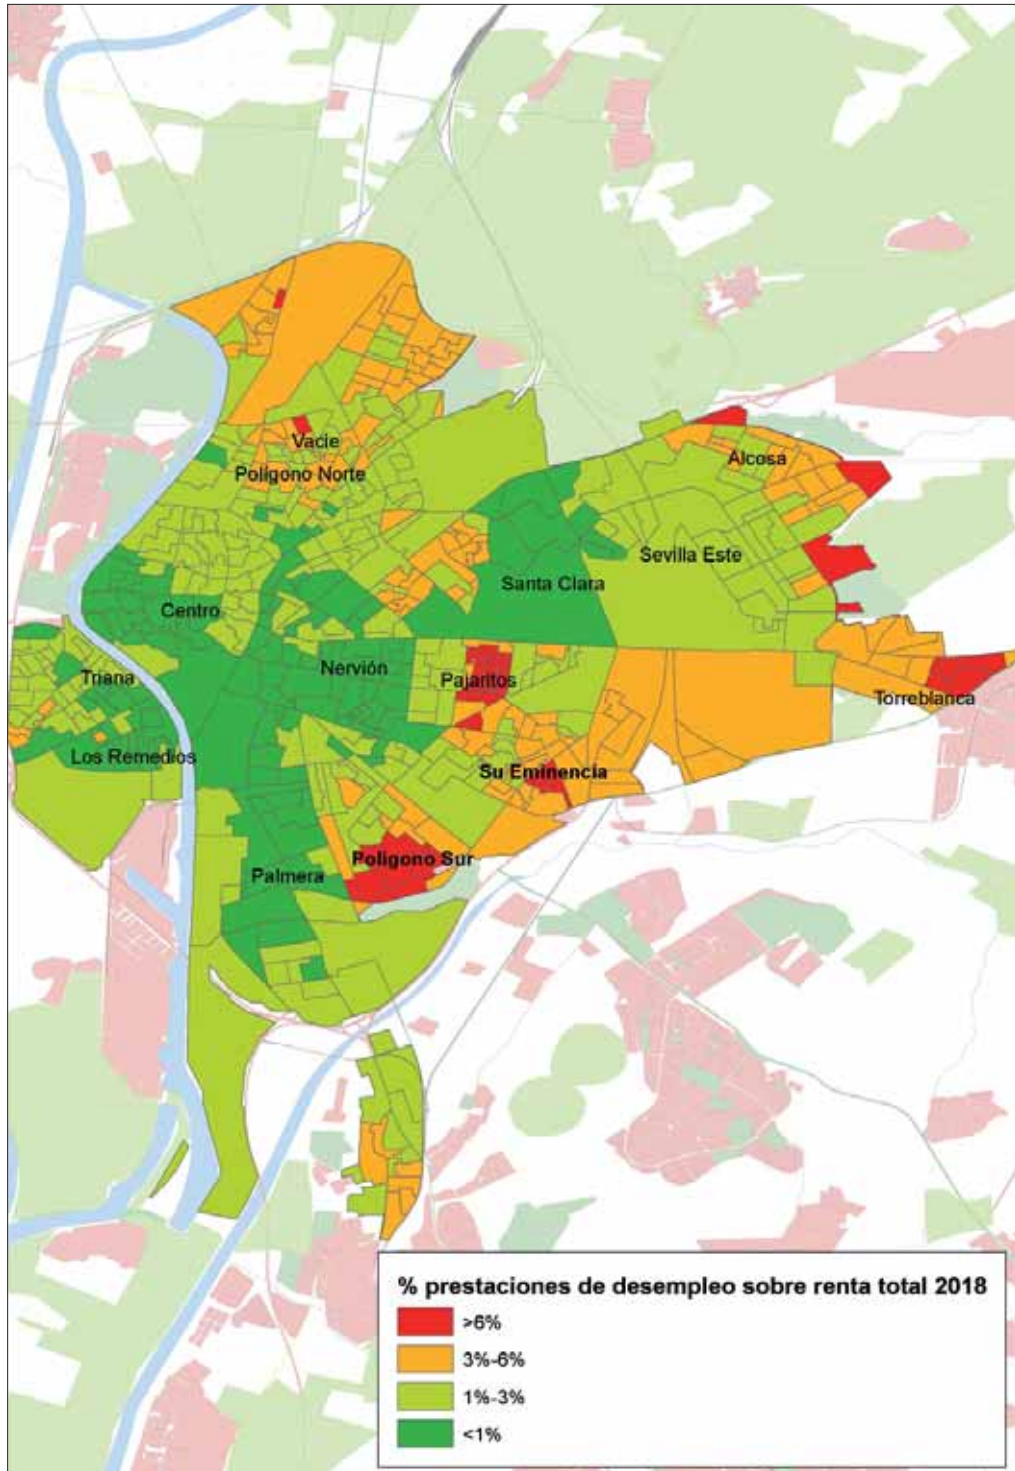 Vacie
Polígono Norte
Alcosa
Sevilla Este
Santa Clara
Centro
Nervión
Triana
Pajaritos
Torreblanca
Los Remedios
Su Eminencia
Polígono Sur
Palmera
% prestaciones de desempleo sobre renta total 2018
>6%
3%-6%
1%-3%
<1%